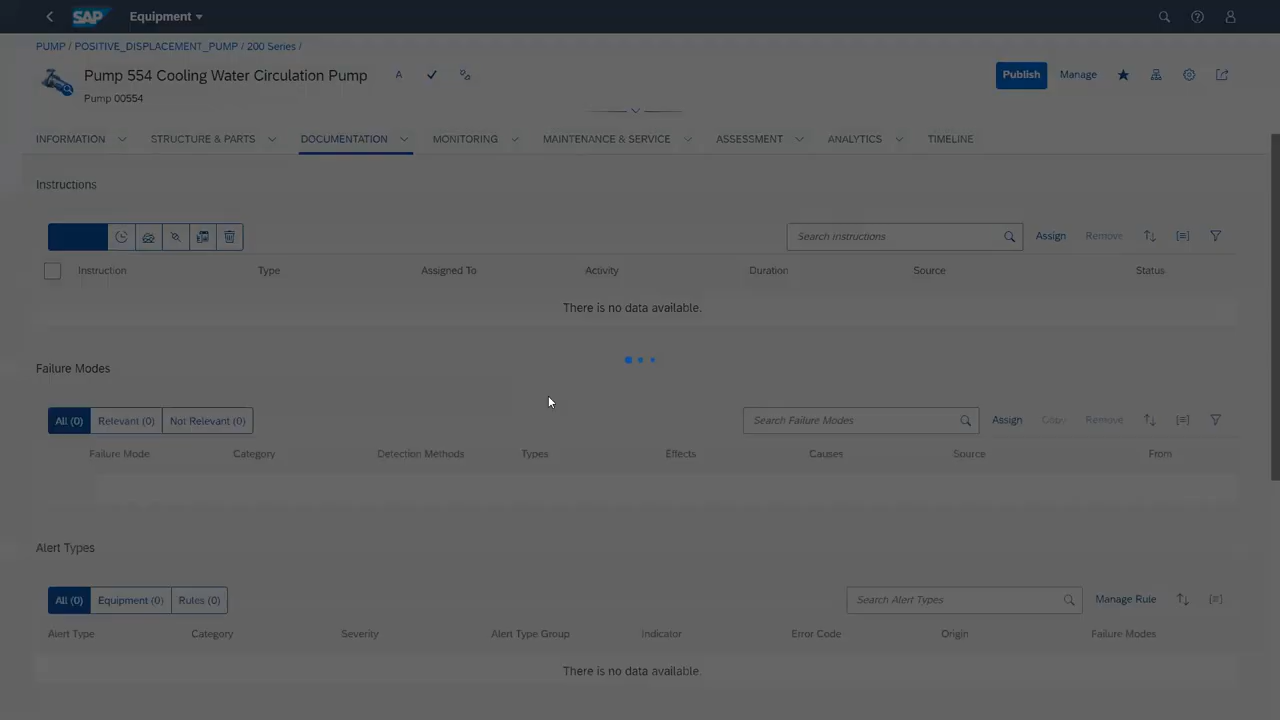 SAP Equipment
PUMP / POSITIVE_DISPLACEMENT_PUMP / 200 Series /
Pump 554 Cooling Water Circulation Pump A
Publish Manage
Pump 00554
INFORMATION STRUCTURE & PARTS DOCUMENTATION MONITORING MAINTENANCE & SERVICE ASSESSMENT ANALYTICS TIMELINE
Instructions
Search Instructions Assign Remove
Instruction Type Assigned To Activity Duration Source Status
There is no data available.
Failure Modes
All (0) Relevant (0) Not Relevant (0) Search Failure Modes Assign Copy Remove
Failure Mode Category Detection Methods Types Effects Causes Source From
Alert Types
All (0) Equipment (0) Rules (0) Search Alert Types Manage Rule
Alert Type Category Severity Alert Type Group Indicator Error Code Origin Failure Modes
There is no data available.